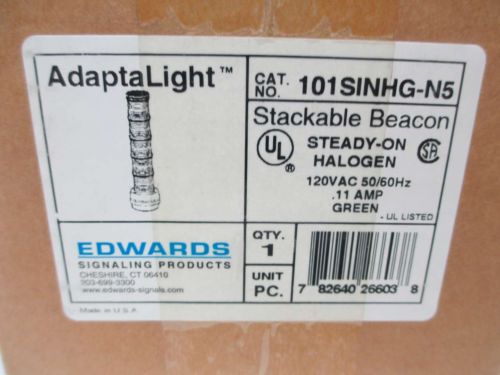 AdaptaLight™
CAT. NO. 101SINHG-N5
Stackable Beacon
UL ® STEADY-ON
HALOGEN
SA
120VAC 50/60Hz
.11 AMP
GREEN
- UL LISTED
EDWARDS
SIGNALING PRODUCTS
CHESHIRE, CT 06410
203-699-3300
www.edwards-signals.com
QTY.
1
UNIT
PC.
7 82640 26603 8
Made in U.S.A.